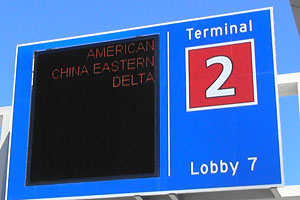 AMERICAN
CHINA EASTERN
DELTA
Terminal
2
Lobby 7